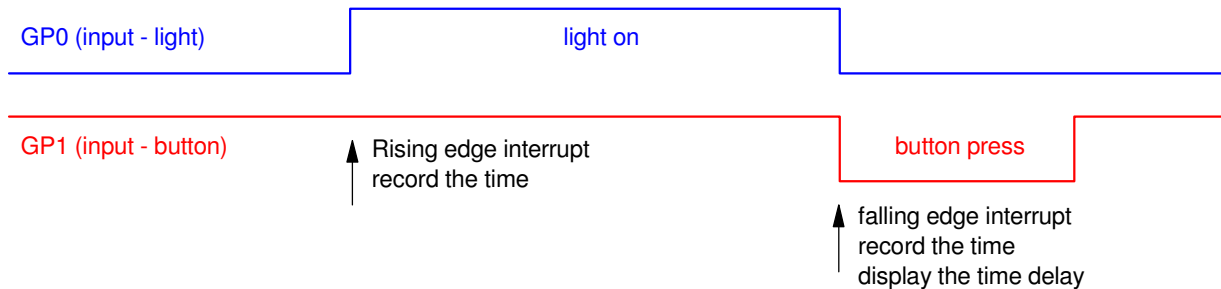 GP0 (input - light)
light on
GP1 (input - button)
Rising edge interrupt
record the time
button press
falling edge interrupt
record the time
display the time delay